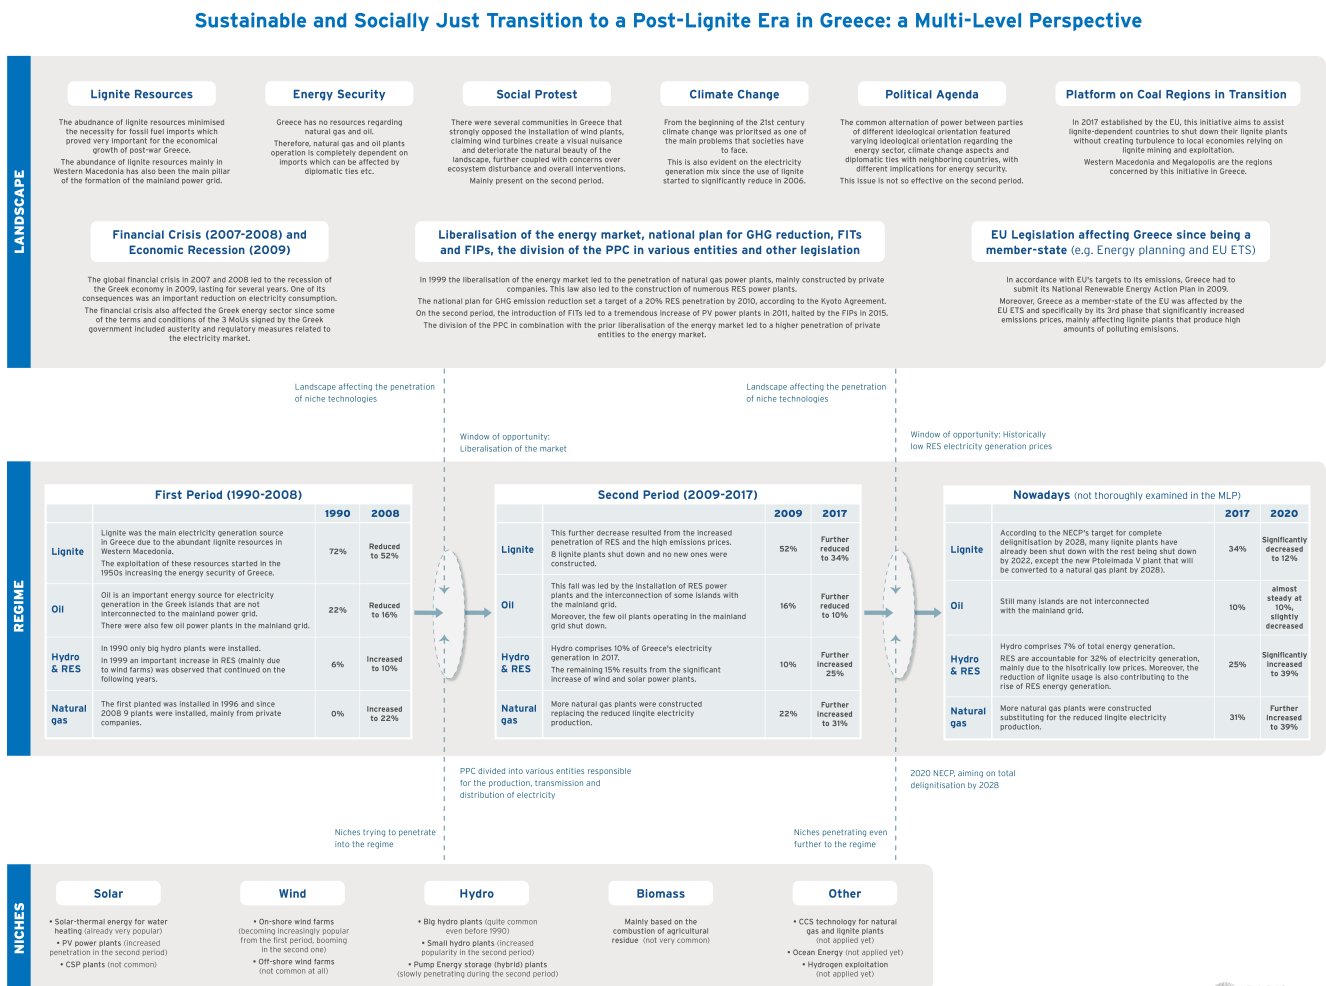 Sustainable and Socially Just Transition to a Post-Lignite Era in Greece: a Multi-Level Perspective
LANDSCAPE
Lignite Resources
The abudnance of lignite resources minimised
the necessity for fossil fuel imports which
proved very important for the economical
growth of post-war Greece.
The abundance of lignite resources mainly in
Western Macedonia has also been the main pillar
of the formation of the mainland power grid.
Energy Security
Greece has no resources regarding
natural gas and oil.
Therefore, natural gas and oil plants
operation is completely dependent on
imports which can be affected by
diplomatic ties etc.
Social Protest
There were several communities in Greece that
strongly opposed the installation of wind plants,
claiming wind turbines create a visual nuisance
and deteriorate the natural beauty of the
landscape, further coupled with concerns over
ecosystem disturbance and overall interventions.
Mainly present on the second period.
Climate Change
From the beginning of the 21st century
climate change was prioritsed as one of
the main problems that societies have
to face.
This is also evident on the electricity
generation mix since the use of lignite
started to significantly reduce in 2006.
Political Agenda
The common alternation of power between parties
of different ideological orientation featured
varying ideological orientation regarding the
energy sector, climate change aspects and
diplomatic ties with neighboring countries, with
different implications for energy security.
This issue is not so effective on the second period.
Platform on Coal Regions in Transition
In 2017 established by the EU, this initiative aims to assist
lignite-dependent countries to shut down their lignite plants
without creating turbulence to local economies relying on
lignite mining and exploitation.
Western Macedonia and Megalopolis are the regions
concerned by this initiative in Greece.
Financial Crisis (2007-2008) and
Economic Recession (2009)
The global financial crisis in 2007 and 2008 led to the recession of
the Greek economy in 2009, lasting for several years. One of its
consequences was an important reduction on electricity consumption.
The financial crisis also affected the Greek energy sector since some
of the terms and conditions of the 3 MoUs signed by the Greek
government included austerity and regulatory measures related to
the electricity market.
Liberalisation of the energy market, national plan for GHG reduction, FITs
and FIPs, the division of the PPC in various entities and other legislation
In 1999 the liberalisation of the energy market led to the penetration of natural gas power plants, mainly constructed by private
companies. This law also led to the construction of numerous RES power plants.
The national plan for GHG emission reduction set a target of a 20% RES penetration by 2010, according to the Kyoto Agreement.
On the second period, the introduction of FITs led to a tremendous increase of PV power plants in 2011, halted by the FIPs in 2015.
The division of the PPC in combination with the prior liberalisation of the energy market led to a higher penetration of private
entities to the energy market.
EU Legislation affecting Greece since being a
member-state (e.g. Energy planning and EU ETS)
In accordance with EU's targets to its emissions, Greece had to
submit its National Renewable Energy Action Plan in 2009.
Moreover, Greece as a member-state of the EU was affected by the
EU ETS and specifically by its 3rd phase that significantly increased
emissions prices, mainly affecting lignite plants that produce high
amounts of polluting emisisons.
Landscape affecting the penetration
of niche technologies
Window of opportunity:
Liberalisation of the market
Landscape affecting the penetration
of niche technologies
Window of opportunity: Historically
low RES electricity generation prices
REGIME
First Period (1990-2008)
1990 2008
Lignite
Lignite was the main electricity generation source
in Greece due to the abundant lignite resources in
Western Macedonia.
The exploitation of these resources started in the
1950s increasing the energy security of Greece.
72%
Reduced
to 52%
Oil
Oil is an important energy source for electricity
generation in the Greek islands that are not
interconnected to the mainland power grid.
There were also few oil power plants in the mainland grid.
22%
Reduced
to 16%
Hydro
& RES
In 1990 only big hydro plants were installed.
In 1999 an important increase in RES (mainly due
to wind farms) was observed that continued on the
following years.
6%
Increased
to 10%
Natural
gas
The first planted was installed in 1996 and since
2008 9 plants were installed, mainly from private
companies.
0%
Increased
to 22%
Second Period (2009-2017)
2009 2017
Lignite
This further decrease resulted from the increased
penetration of RES and the high emissions prices.
8 lignite plants shut down and no new ones were
constructed.
52%
Further
reduced
to 34%
Oil
This fall was led by the installation of RES power
plants and the interconnection of some islands with
the mainland grid.
Moreover, the few oil plants operating in the mainland
grid shut down.
16%
Further
reduced
to 10%
Hydro
& RES
Hydro comprises 10% of Greece's electricity
generation in 2017.
The remaining 15% results from the significant
increase of wind and solar power plants.
10%
Further
increased
25%
Natural
gas
More natural gas plants were constructed
replacing the reduced lingite electricity
production.
22%
Further
increased
to 31%
Nowadays (not thoroughly examined in the MLP)
2017 2020
Lignite
According to the NECP's target for complete
delignitisation by 2028, many lignite plants have
already been shut down with the rest being shut down
by 2022, except the new Ptolelmada V plant that will
be converted to a natural gas plant by 2028).
34%
Significantly
decreased
to 12%
Oil
Still many islands are not interconnected
with the mainland grid.
10%
almost
steady at
10%,
slightly
decreased
Hydro
& RES
Hydro comprises 7% of total energy generation.
RES are accountable for 32% of electricity generation,
mainly due to the hisotrically low prices. Moreover, the
reduction of lignite usage is also contributing to the
rise of RES energy generation.
25%
Significantly
increased
to 39%
Natural
gas
More natural gas plants were constructed
substituting for the reduced lingite electricity
production.
31%
Further
increased
to 39%
PPC divided into various entities responsible
for the production, transmission and
distribution of electricity
Niches trying to penetrate
into the regime
2020 NECP, aiming on total
delignitisation by 2028
Niches penetrating even
further to the regime
NICHES
Solar
• Solar-thermal energy for water
heating (already very popular)
• PV power plants (increased
penetration in the second period)
• CSP plants (not common)
Wind
• On-shore wind farms
(becoming increasingly popular
from the first period, booming
in the second one)
• Off-shore wind farms
(not common at all)
Hydro
• Big hydro plants (quite common
even before 1990)
• Small hydro plants (increased
popularity in the second period)
• Pump Energy storage (hybrid) plants
(slowly penetrating during the second period)
Biomass
Mainly based on the
combustion of agricultural
residue (not very common)
Other
• CCS technology for natural
gas and lignite plants
(not applied yet)
• Ocean Energy (not applied yet)
• Hydrogen exploitation
(not applied yet)